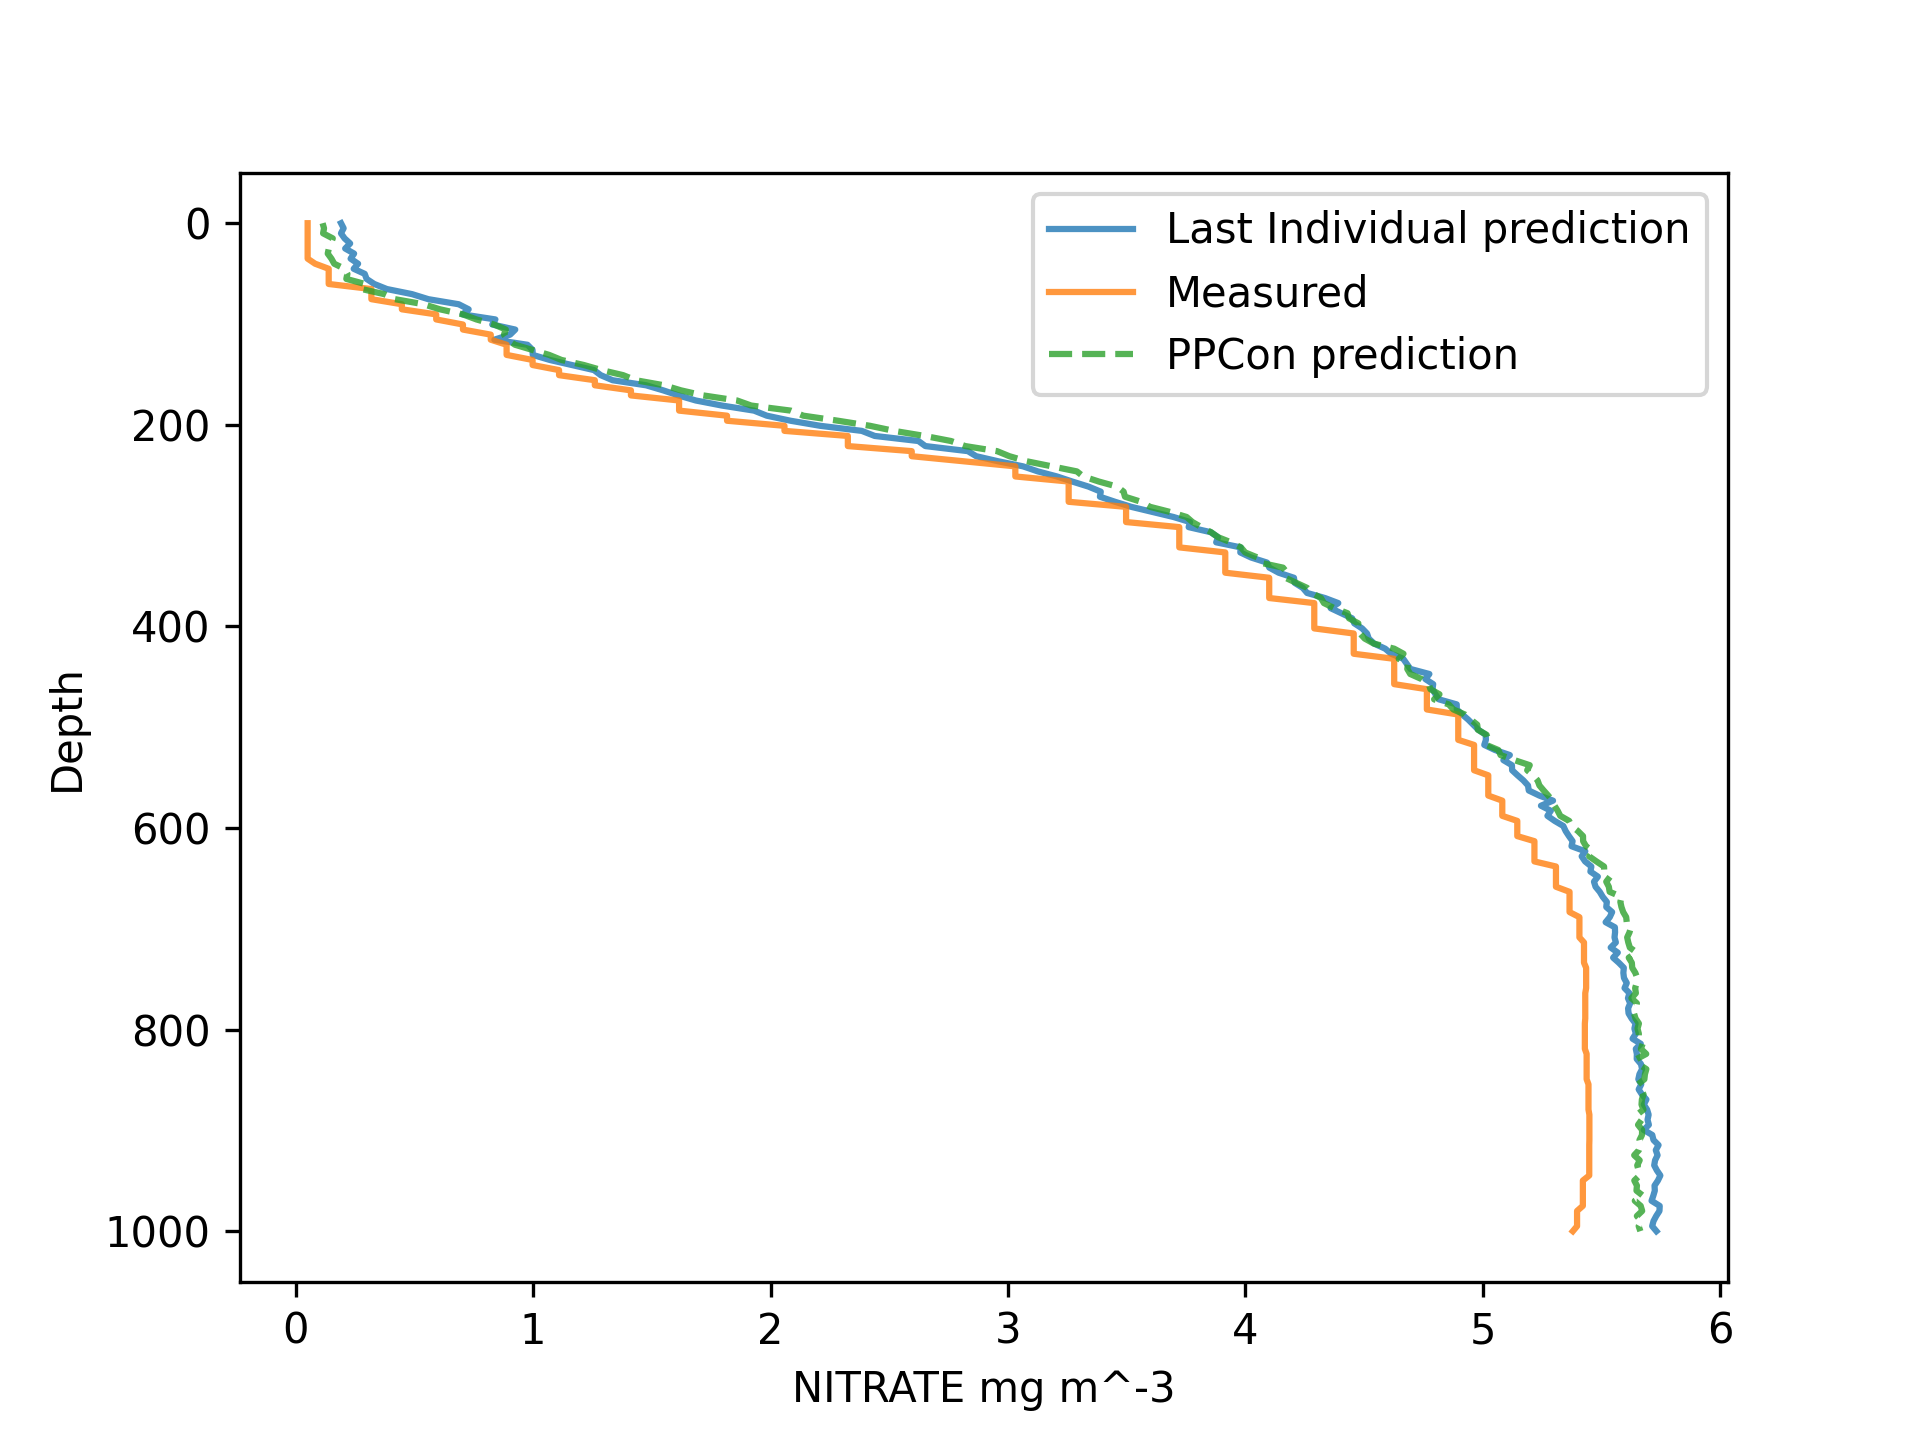 Last Individual prediction
Measured
PPCon prediction
0
200
400
600
800
1000
Depth
0 1 2 3 4 5 6
NITRATE mg m^-3